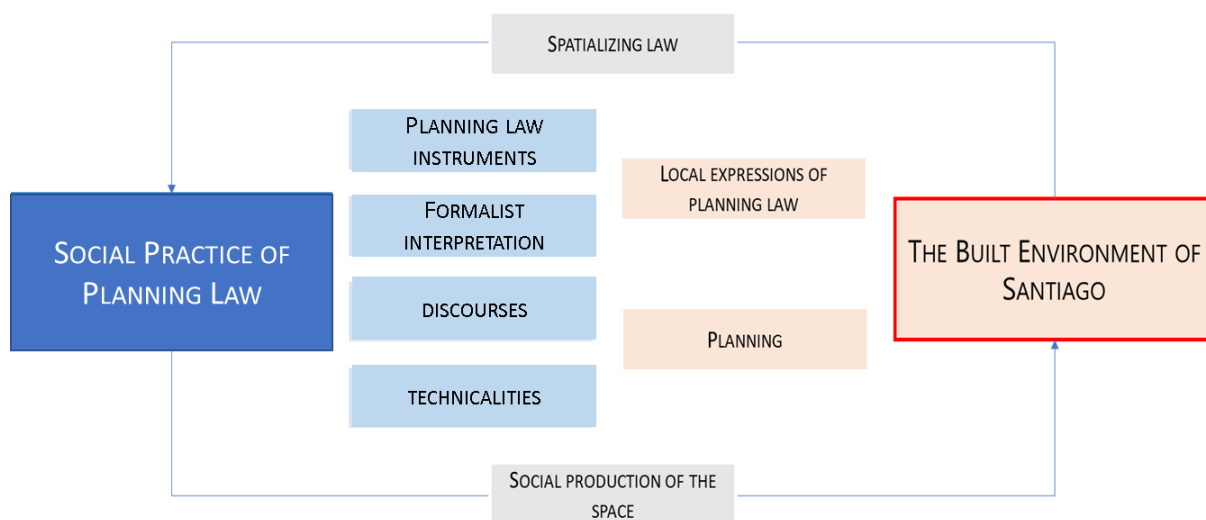 SPATIALIZING LAW
PLANNING LAW
INSTRUMENTS
LOCAL EXPRESSIONS OF
PLANNING LAW
FORMALIST
INTERPRETATION
SOCIAL PRACTICE OF
PLANNING LAW
THE BUILT ENVIRONMENT OF
SANTIAGO
DISCOURSES
PLANNING
TECHNICALITIES
SOCIAL PRODUCTION OF THE
SPACE